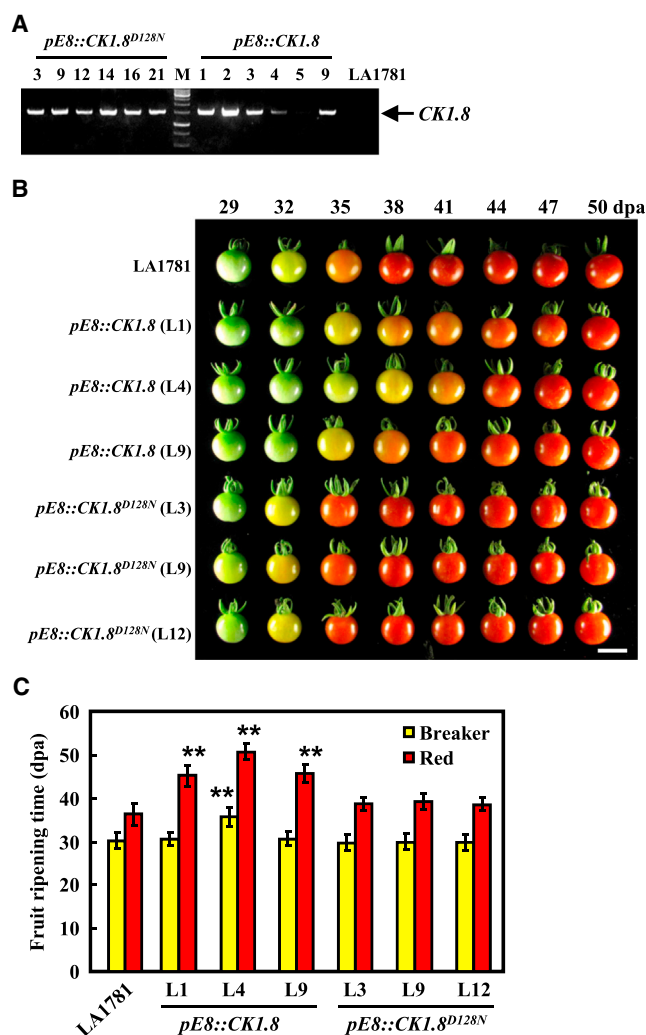 A
pE8::CK1.8D128N pE8::CK1.8
3 9 12 14 16 21 M 1 2 3 4 5 9 LA1781
CK1.8
B
29 32 35 38 41 44 47 50 dpa
LA1781
pE8::CK1.8 (L1)
pE8::CK1.8 (L4)
pE8::CK1.8 (L9)
pE8::CK1.8D128N (L3)
pE8::CK1.8D128N (L9)
pE8::CK1.8D128N (L12)
C
Fruit ripening time (dpa)
60
50
40
30
20
10
0
Breaker
Red
**
**
**
**
LA1781
L1 L4 L9 L3 L9 L12
pE8::CK1.8 pE8::CK1.8D128N